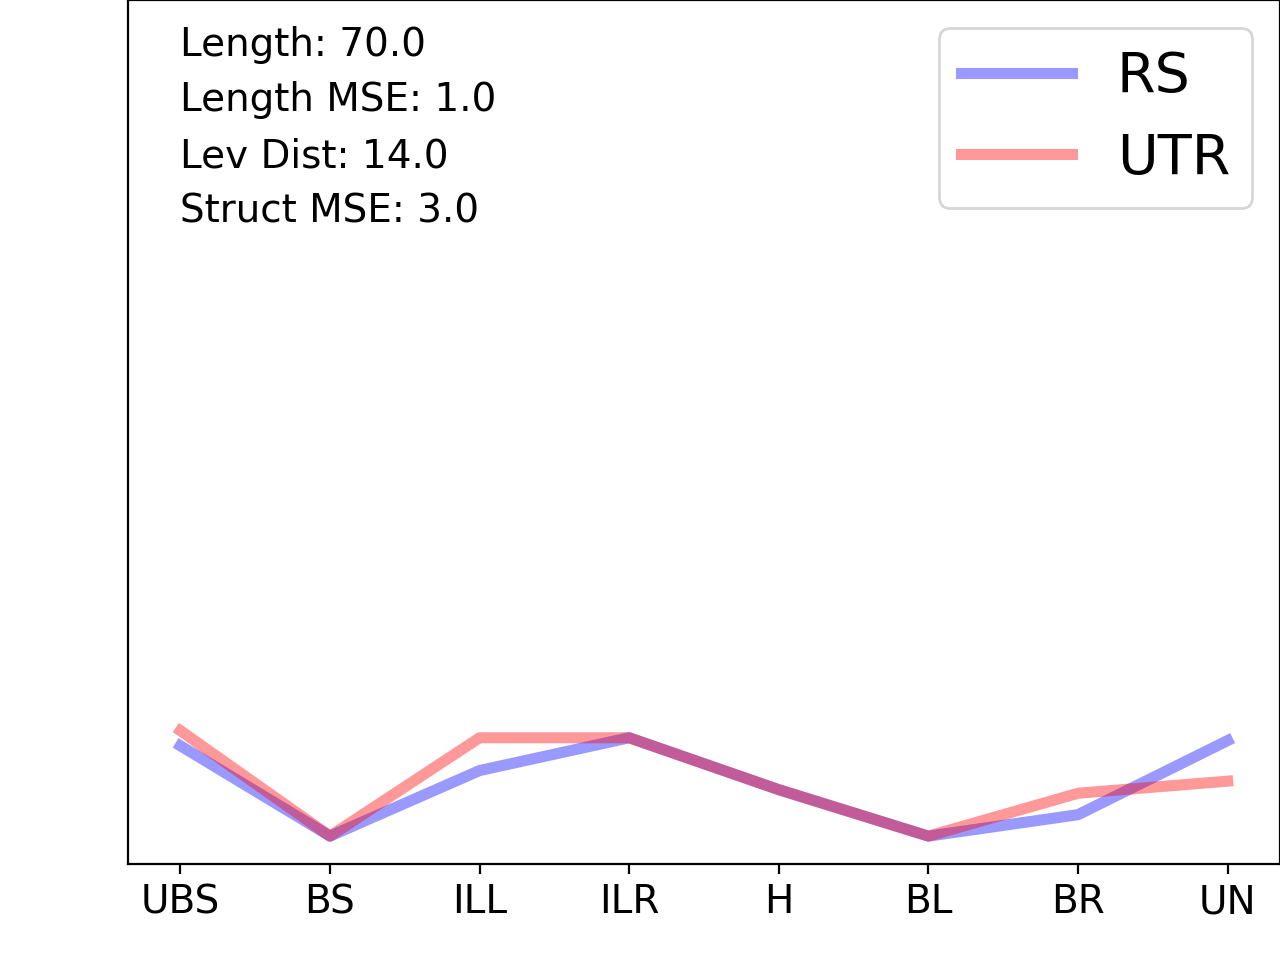 Length: 70.0
Length MSE: 1.0
Lev Dist: 14.0
Struct MSE: 3.0
RS
UTR
UBS BS ILL ILR H BL BR UN